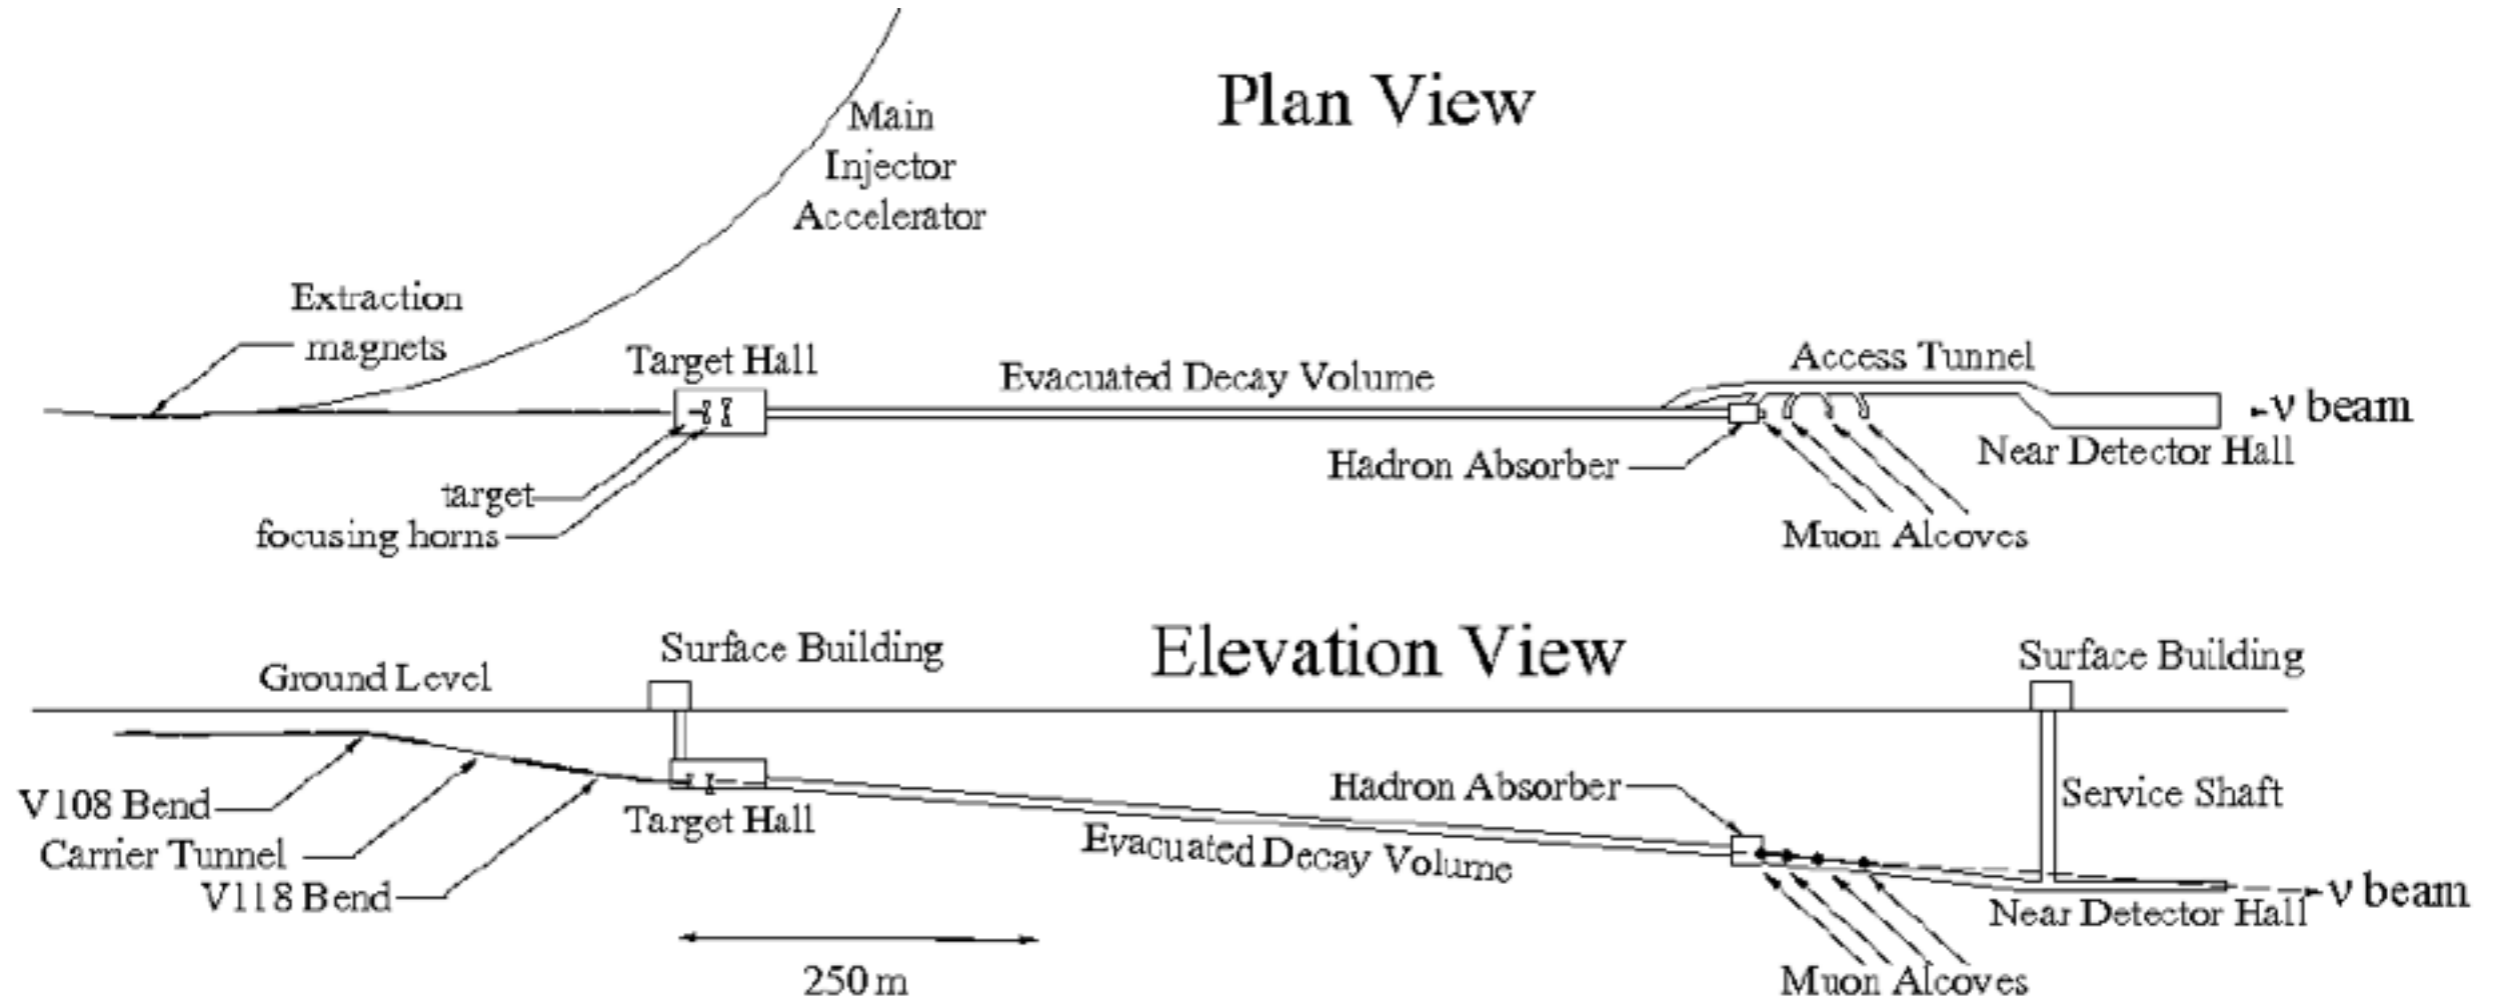 Plan View
Main
Injector
Accelerator
Extraction
magnets
Target Hall
Evacuated Decay Volume
Access Tunnel
ν beam
Near Detector Hall
Hadron Absorber
target
focusing horns
Muon Alcoves
Elevation View
Surface Building
Surface Building
Ground Level
V108 Bend
Carrier Tunnel
V118 Bend
Target Hall
Hadron Absorber
Evacuated Decay Volume
Service Shaft
ν beam
Near Detector Hall
250 m
Muon Alcoves